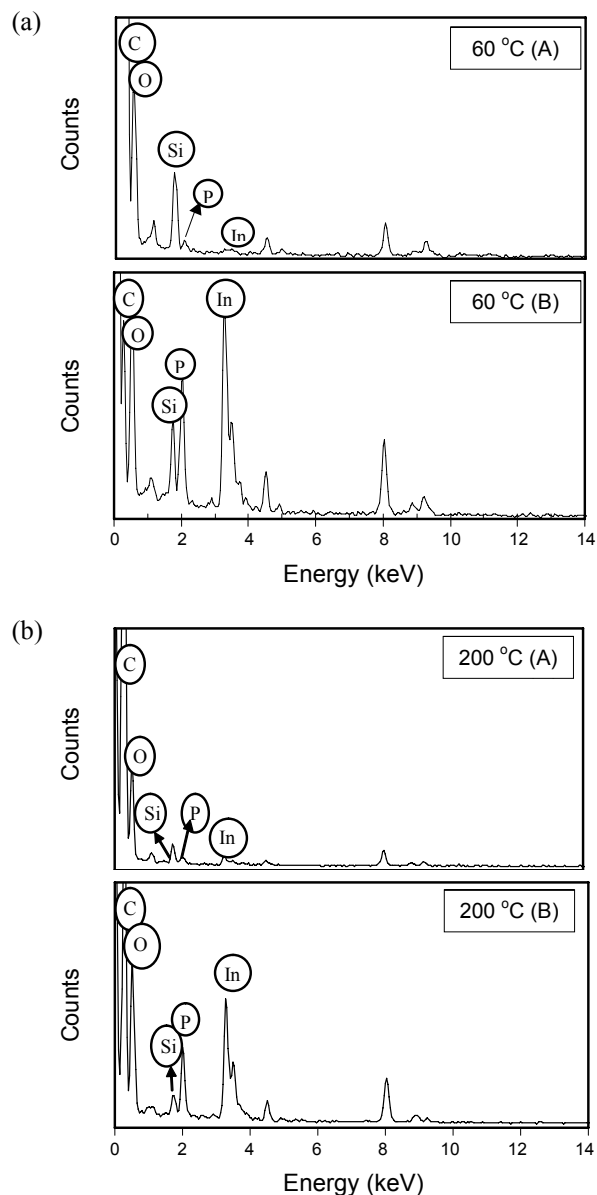 (a)
60 °C (A)
C
O
Si
P
In
Counts
60 °C (B)
C
O
Si
P
In
Counts
0 2 4 6 8 10 12 14
Energy (keV)
(b)
200 °C (A)
C
O
Si
P
In
Counts
200 °C (B)
C
O
Si
P
In
Counts
0 2 4 6 8 10 12 14
Energy (keV)